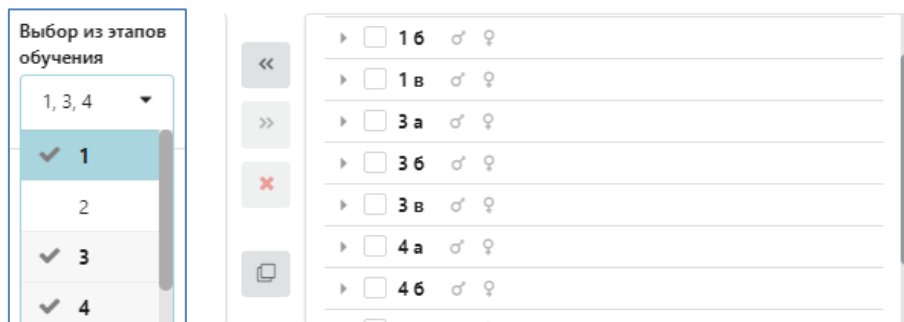 Выбор из этапов
обучения
1, 3, 4
1
2
3
4
1 б
1 в
3 а
3 б
3 в
4 а
4 б